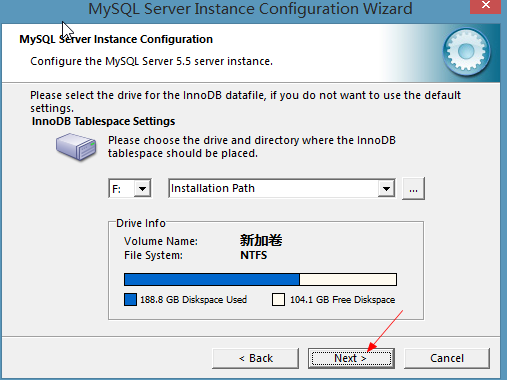 MySQL Server Instance Configuration Wizard
MySQL Server Instance Configuration
Configure the MySQL Server 5.5 server instance.
Please select the drive for the InnoDB datafile, if you do not want to use the default
settings.
InnoDB Tablespace Settings
Please choose the drive and directory where the InnoDB
tablespace should be placed.
F: Installation Path ...
Drive Info
Volume Name: 新加卷
File System: NTFS
188.8 GB Diskspace Used 104.1 GB Free Diskspace
< Back Next > Cancel